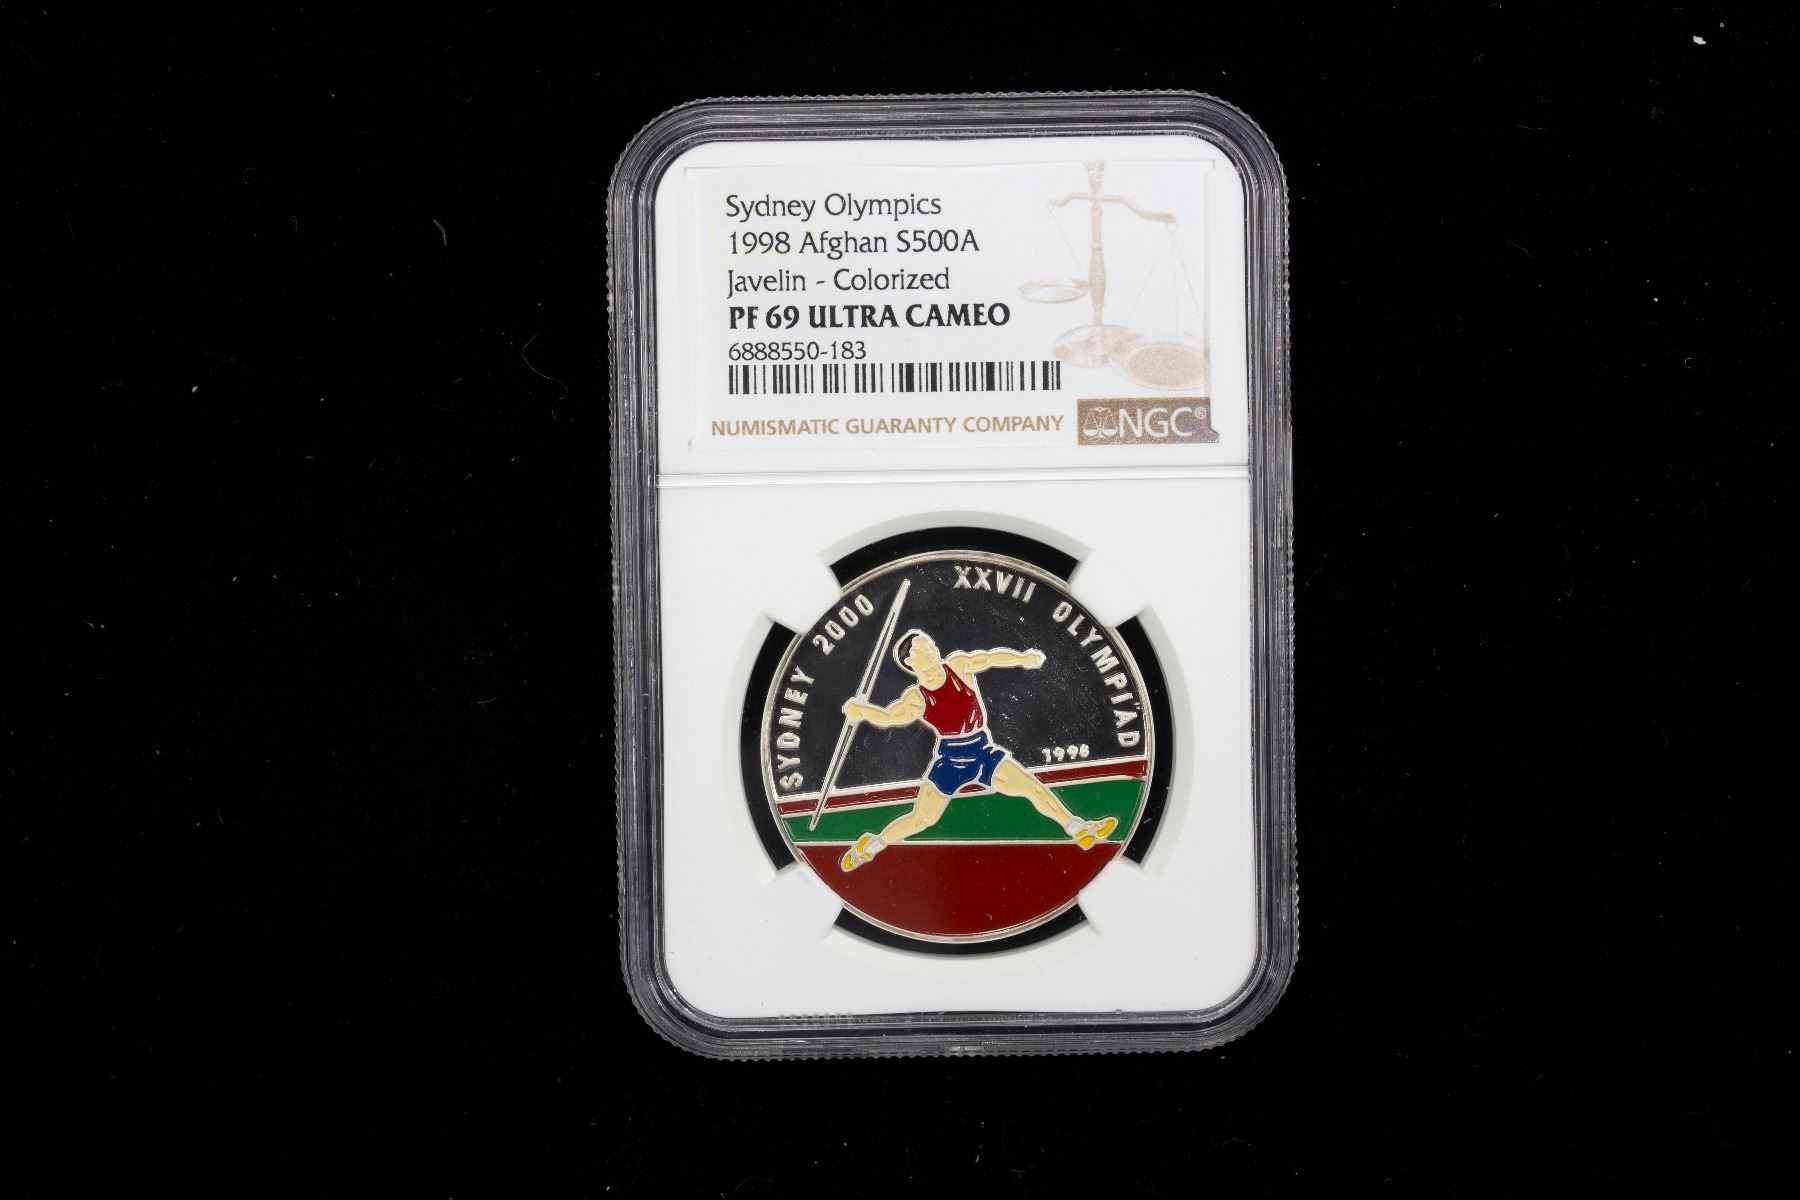 Sydney Olympics
1998 Afghan S500A
Javelin - Colorized
PF 69 ULTRA CAMEO
6888550-183
NUMISMATIC GUARANTY COMPANY
NGC®
SYDNEY 2000
XXVII OLYMPIAD
1998